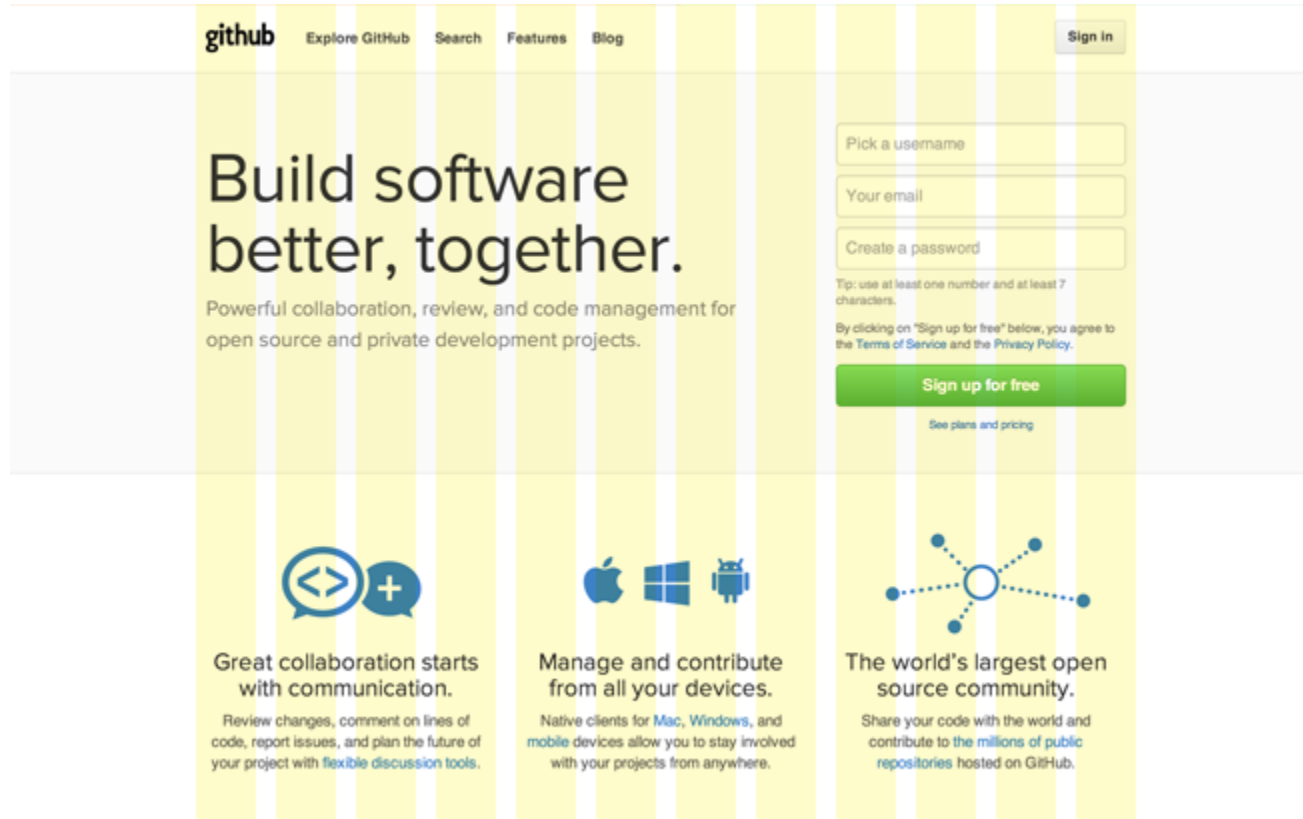 github Explore GitHub Search Features Blog Sign in
Build software
better, together.
Powerful collaboration, review, and code management for
open source and private development projects.
Pick a username
Your email
Create a password
Tip: use at least one number and at least 7
characters.
By clicking on "Sign up for free" below, you agree to
the Terms of Service and the Privacy Policy.
Sign up for free
See plans and pricing
Great collaboration starts
with communication.
Review changes, comment on lines of
code, report issues, and plan the future of
your project with flexible discussion tools.
Manage and contribute
from all your devices.
Native clients for Mac, Windows, and
mobile devices allow you to stay involved
with your projects from anywhere.
The world's largest open
source community.
Share your code with the world and
contribute to the millions of public
repositories hosted on GitHub.